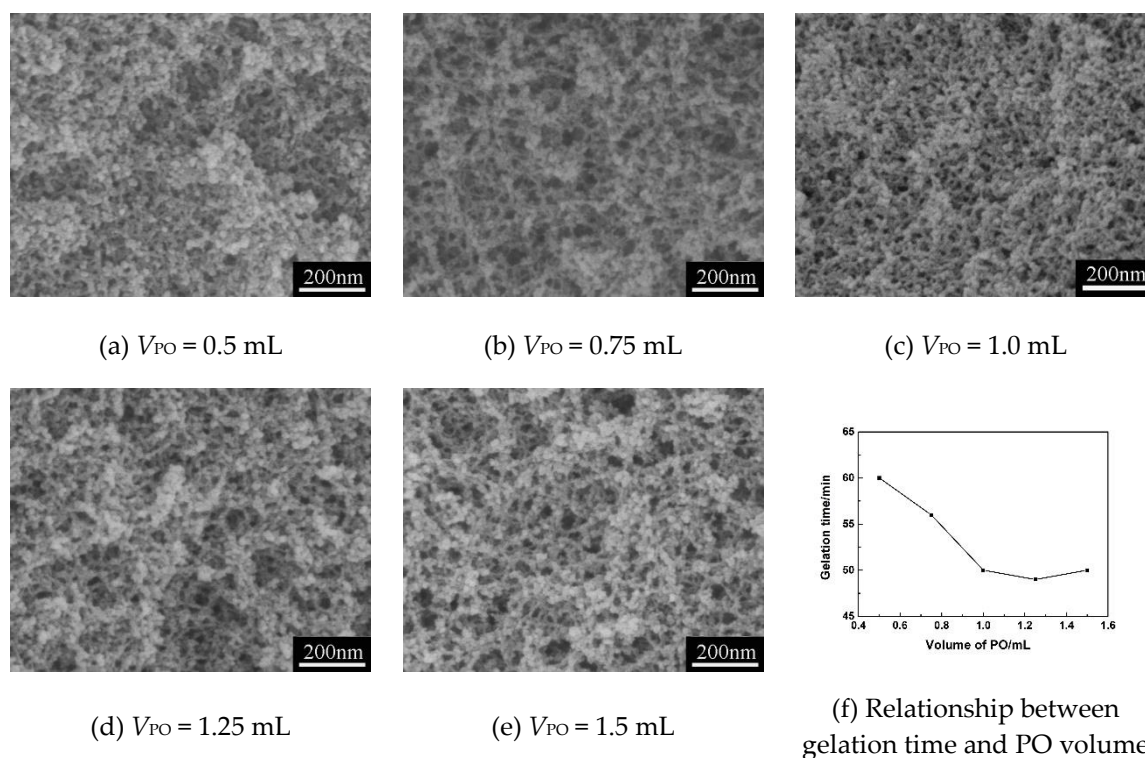 200nm
200nm
200nm
(a) VPO = 0.5 mL
(b) VPO = 0.75 mL
(c) VPO = 1.0 mL
200nm
200nm
65
60
55
50
45
Gelation time/min
0.4 0.6 0.8 1.0 1.2 1.4 1.6
Volume of PO/mL
(d) VPO = 1.25 mL
(e) VPO = 1.5 mL
(f) Relationship between
gelation time and PO volume